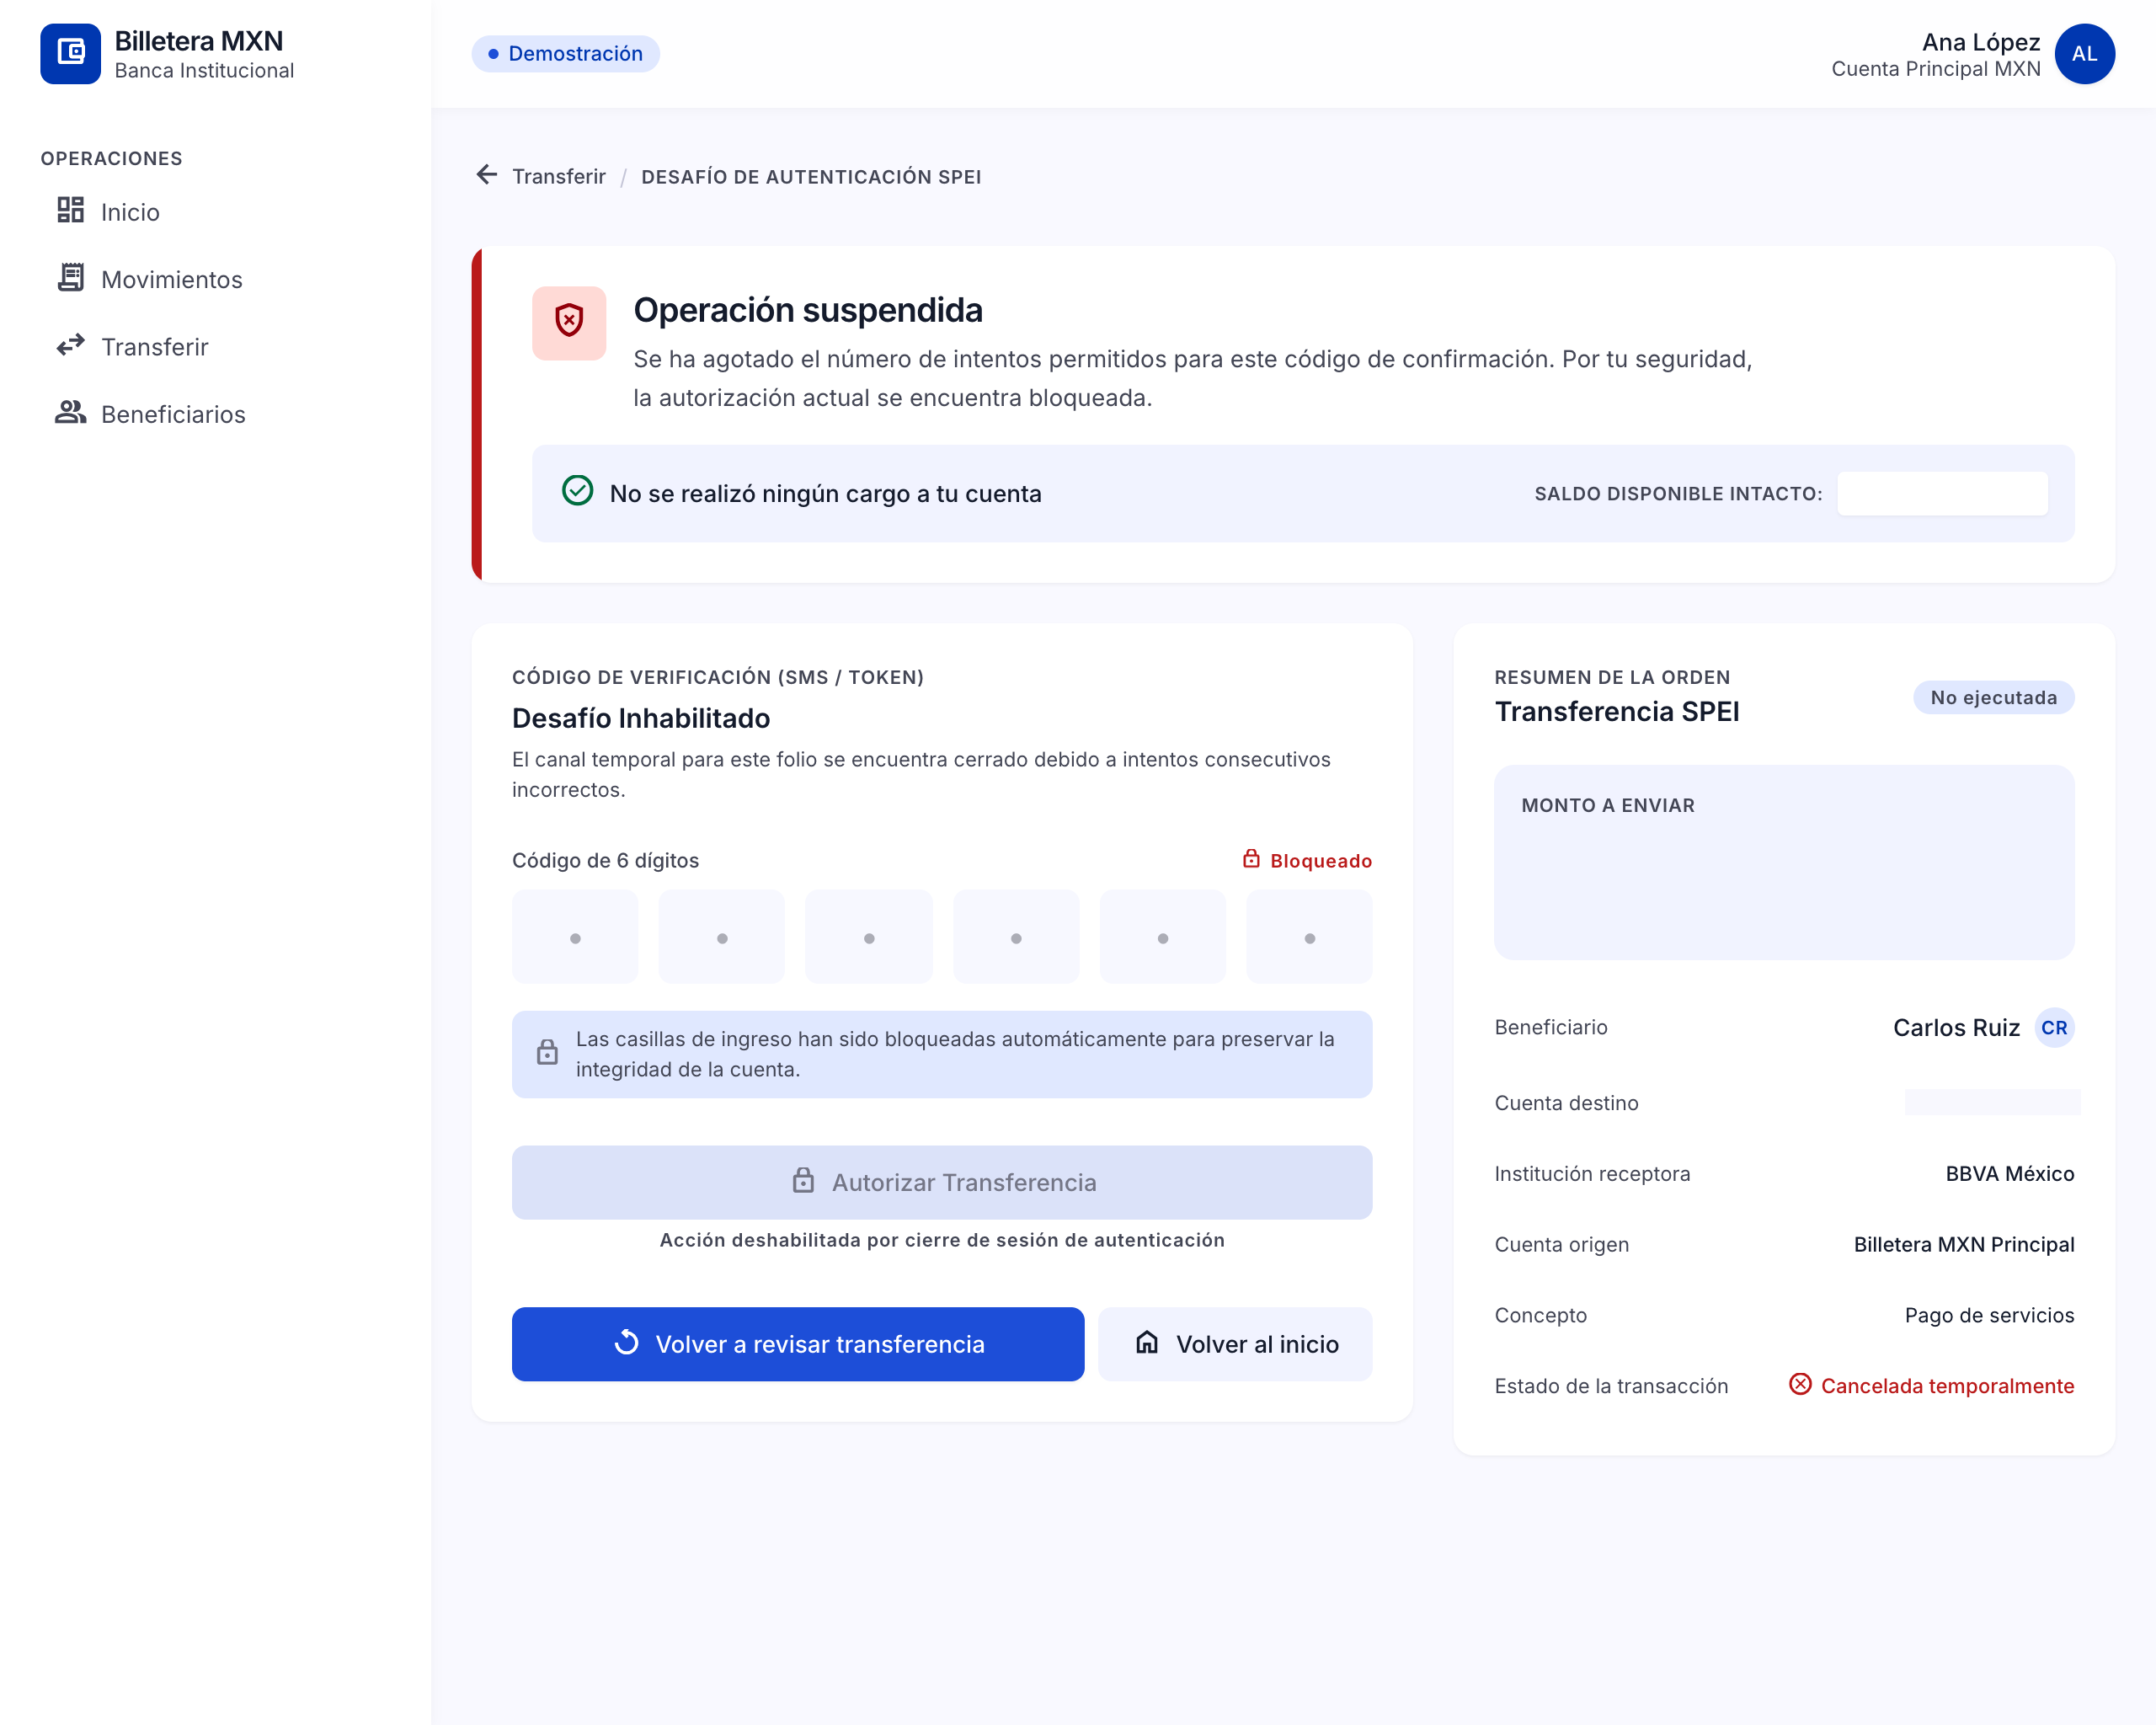 Billetera MXN
Banca Institucional
OPERACIONES
Inicio
Movimientos
Transferir
Beneficiarios
Demostración
Ana López
Cuenta Principal MXN
AL
Transferir / DESAFÍO DE AUTENTICACIÓN SPEI
Operación suspendida
Se ha agotado el número de intentos permitidos para este código de confirmación. Por tu seguridad,
la autorización actual se encuentra bloqueada.
No se realizó ningún cargo a tu cuenta
SALDO DISPONIBLE INTACTO:
CÓDIGO DE VERIFICACIÓN (SMS / TOKEN)
Desafío Inhabilitado
El canal temporal para este folio se encuentra cerrado debido a intentos consecutivos
incorrectos.
Código de 6 dígitos
Bloqueado
Las casillas de ingreso han sido bloqueadas automáticamente para preservar la
integridad de la cuenta.
Autorizar Transferencia
Acción deshabilitada por cierre de sesión de autenticación
Volver a revisar transferencia
Volver al inicio
RESUMEN DE LA ORDEN
Transferencia SPEI
No ejecutada
MONTO A ENVIAR
Beneficiario
Carlos Ruiz
CR
Cuenta destino
Institución receptora
BBVA México
Cuenta origen
Billetera MXN Principal
Concepto
Pago de servicios
Estado de la transacción
Cancelada temporalmente